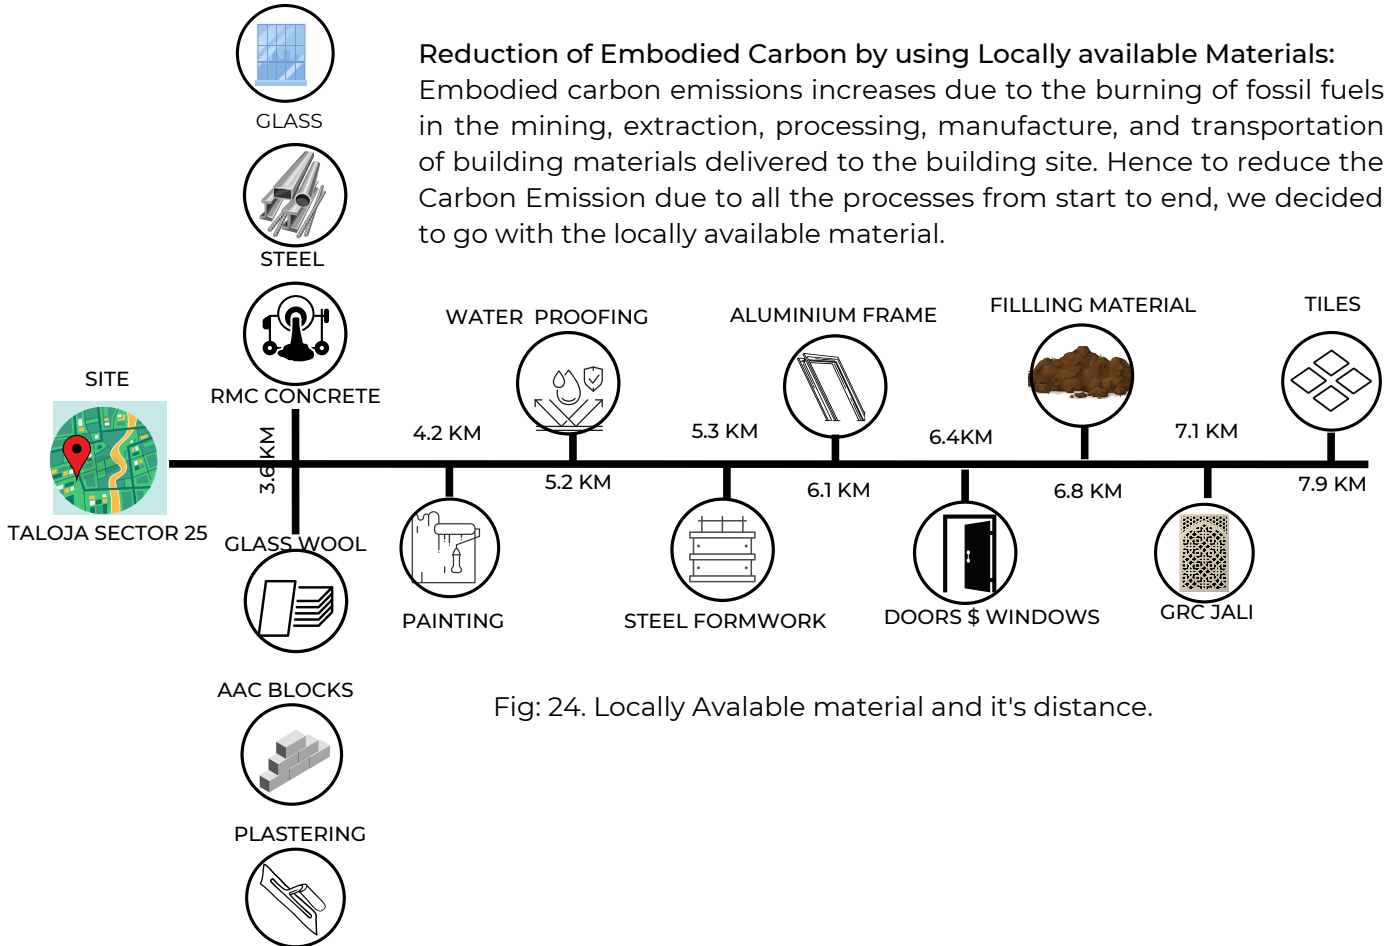 GLASS
STEEL
RMC CONCRETE
Reduction of Embodied Carbon by using Locally available Materials:
Embodied carbon emissions increases due to the burning of fossil fuels
in the mining, extraction, processing, manufacture, and transportation
of building materials delivered to the building site. Hence to reduce the
Carbon Emission due to all the processes from start to end, we decided
to go with the locally available material.
SITE
TALOJA SECTOR 25
3.6 KM
GLASS WOOL
AAC BLOCKS
PLASTERING
4.2 KM
PAINTING
WATER PROOFING
5.2 KM
5.3 KM
STEEL FORMWORK
ALUMINIUM FRAME
6.1 KM
6.4KM
DOORS $ WINDOWS
FILLLING MATERIAL
6.8 KM
7.1 KM
GRC JALI
TILES
7.9 KM
Fig: 24. Locally Avalable material and it's distance.